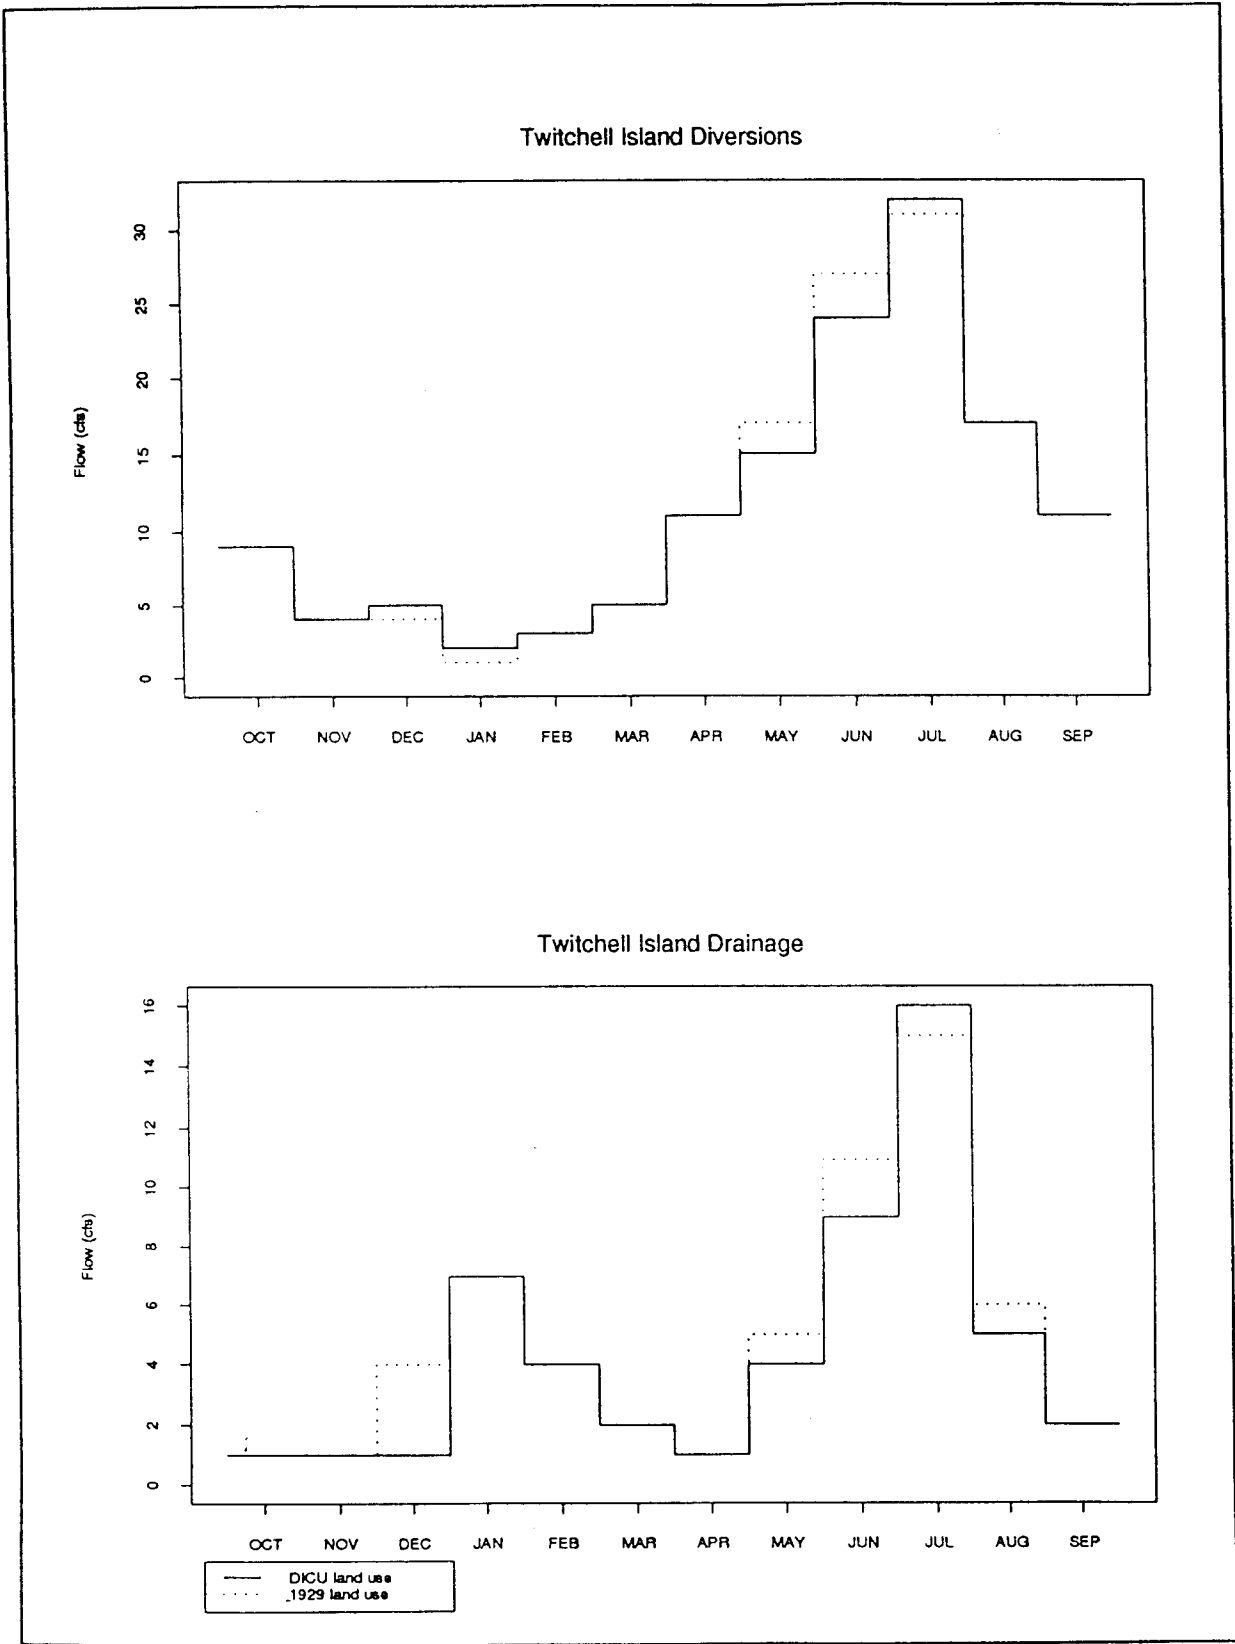 Twitchell Island Diversions
30
25
20
15
10
5
0
Flow (cfs)
OCT NOV DEC JAN FEB MAR APR MAY JUN JUL AUG SEP
Twitchell Island Drainage
16
14
12
10
8
6
4
2
0
Flow (cfs)
OCT NOV DEC JAN FEB MAR APR MAY JUN JUL AUG SEP
DICU land use
1929 land use